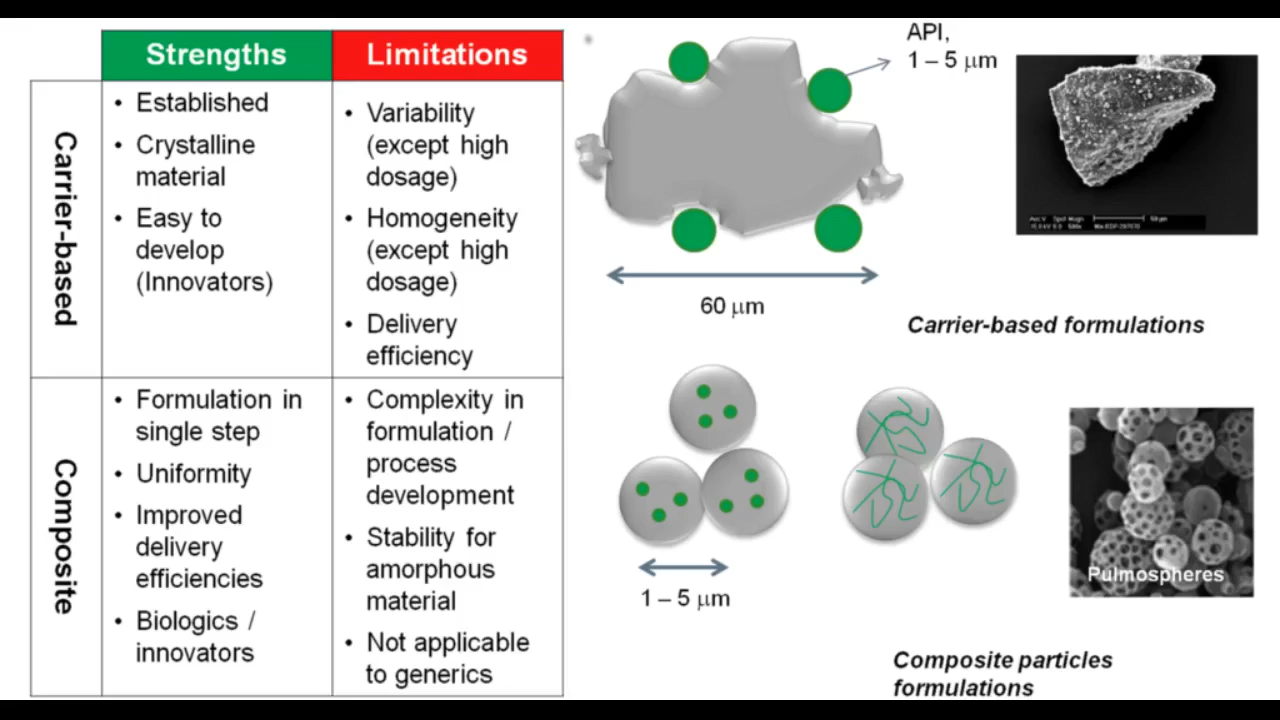 Strengths
Limitations
Carrier-based
• Established
• Crystalline
material
• Easy to
develop
(Innovators)
• Variability
(except high
dosage)
• Homogeneity
(except high
dosage)
• Delivery
efficiency
Composite
• Formulation in
single step
• Uniformity
• Improved
delivery
efficiencies
• Biologics /
innovators
• Complexity in
formulation /
process
development
• Stability for
amorphous
material
• Not applicable
to generics
API,
1 – 5 μm
60 μm
Carrier-based formulations
1 – 5 μm
Pulmospheres
Composite particles
formulations